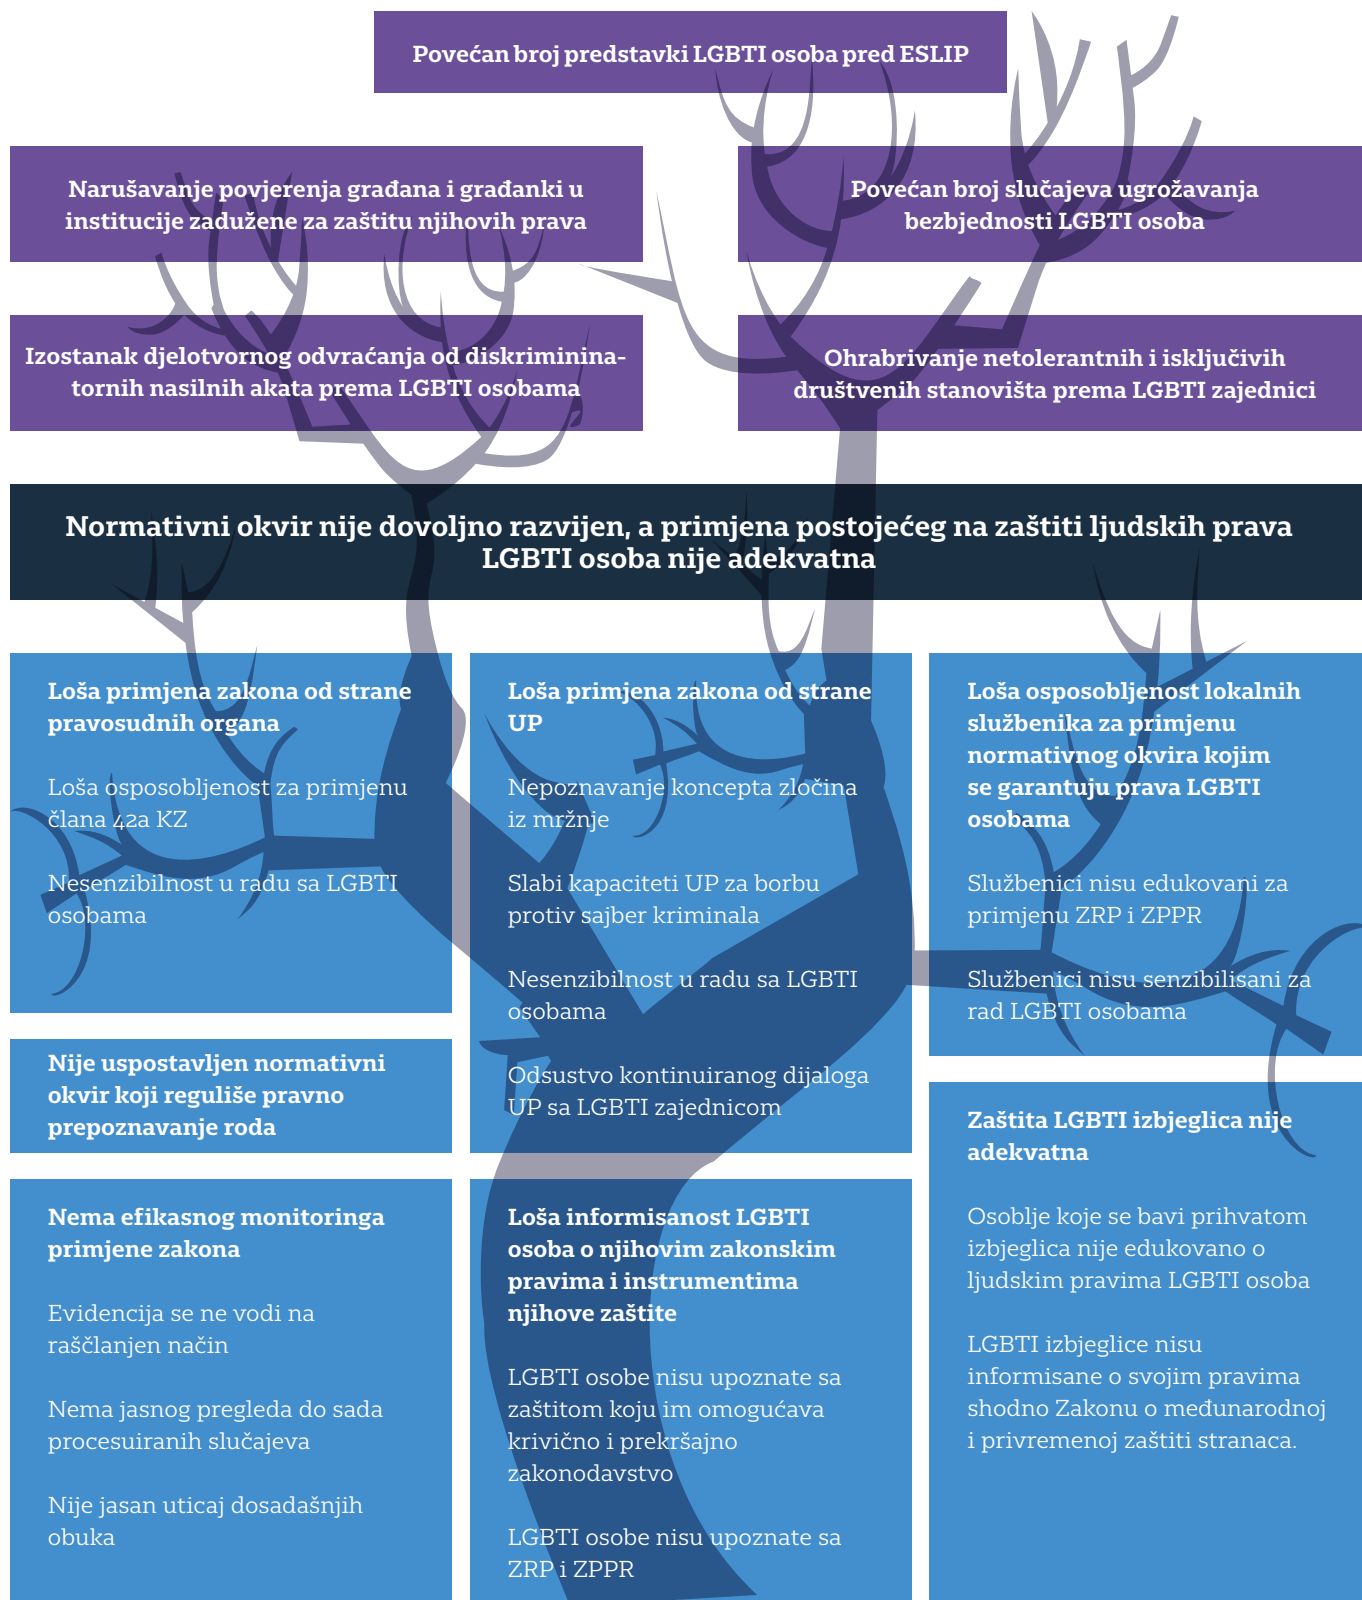 Povećan broj predstavki LGBTI osoba pred ESLIP
Narušavanje povjerenja građana i građanki u
institucije zadužene za zaštitu njihovih prava
Povećan broj slučajeva ugrožavanja
bezbjednosti LGBTI osoba
Izostanak djelotvornog odvraćanja od diskriminina-
tornih nasilnih akata prema LGBTI osobama
Ohrabrivanje netolerantnih i isključivih
društvenih stanovišta prema LGBTI zajednici
Normativni okvir nije dovoljno razvijen, a primjena postojećeg na zaštiti ljudskih prava
LGBTI osoba nije adekvatna
Loša primjena zakona od strane
pravosudnih organa
Loša osposobljenost za primjenu
člana 42a KZ
Nesenzibilnost u radu sa LGBTI
osobama
Nije uspostavljen normativni
okvir koji reguliše pravno
prepoznavanje roda
Nema efikasnog monitoringa
primjene zakona
Evidencija se ne vodi na
raščlanjen način
Nema jasnog pregleda do sada
procesuiranih slučajeva
Nije jasan uticaj dosadašnjih
obuka
Loša primjena zakona od strane
UP
Nepoznavanje koncepta zločina
iz mržnje
Slabi kapaciteti UP za borbu
protiv sajber kriminala
Nesenzibilnost u radu sa LGBTI
osobama
Odsustvo kontinuiranog dijaloga
UP sa LGBTI zajednicom
Loša informisanost LGBTI
osoba o njihovim zakonskim
pravima i instrumentima
njihove zaštite
LGBTI osobe nisu upoznate sa
zaštitom koju im omogućava
krivično i prekršajno
zakonodavstvo
LGBTI osobe nisu upoznate sa
ZRP i ZPPR
Loša osposobljenost lokalnih
službenika za primjenu
normativnog okvira kojim
se garantuju prava LGBTI
osobama
Službenici nisu edukovani za
primjenu ZRP i ZPPR
Službenici nisu senzibilisani za
rad LGBTI osobama
Zaštita LGBTI izbjeglica nije
adekvatna
Osoblje koje se bavi prihvatom
izbjeglica nije edukovano o
ljudskim pravima LGBTI osoba
LGBTI izbjeglice nisu
informisane o svojim pravima
shodno Zakonu o međunarodnoj
i privremenoj zaštiti stranaca.